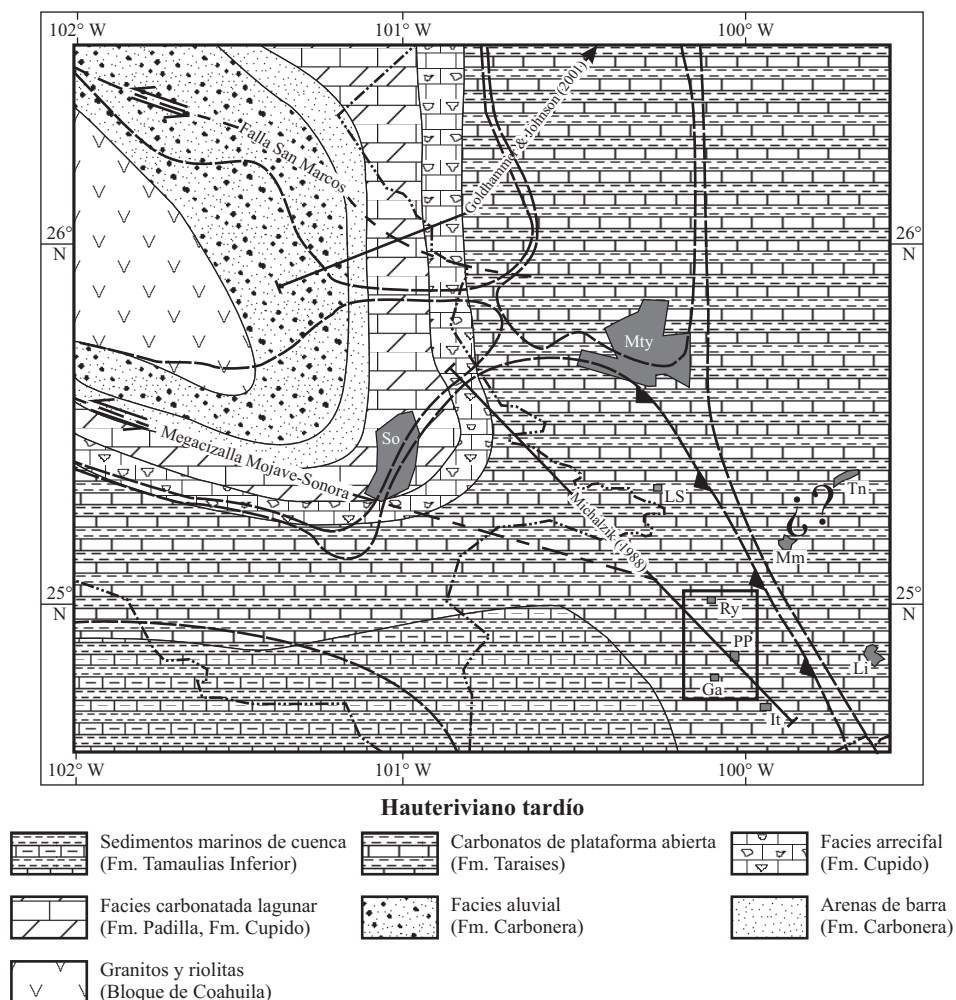 102° W
101° W
100° W
Falla San Marcos
Goldhammer & Johnson (2001)
26°
N
26°
N
Mty
So
Megacizalla Mojave-Sonora
LS
Tn
Michalzik (1988)
¿?
Mm
25°
N
25°
N
Ry
PP
Li
Ga
It
102° W
101° W
100° W
Hauteriviano tardío
Sedimentos marinos de cuenca
(Fm. Tamaulias Inferior)
Carbonatos de plataforma abierta
(Fm. Taraises)
Facies arrecifal
(Fm. Cupido)
Facies carbonatada lagunar
(Fm. Padilla, Fm. Cupido)
Facies aluvial
(Fm. Carbonera)
Arenas de barra
(Fm. Carbonera)
Granitos y riolitas
(Bloque de Coahuila)